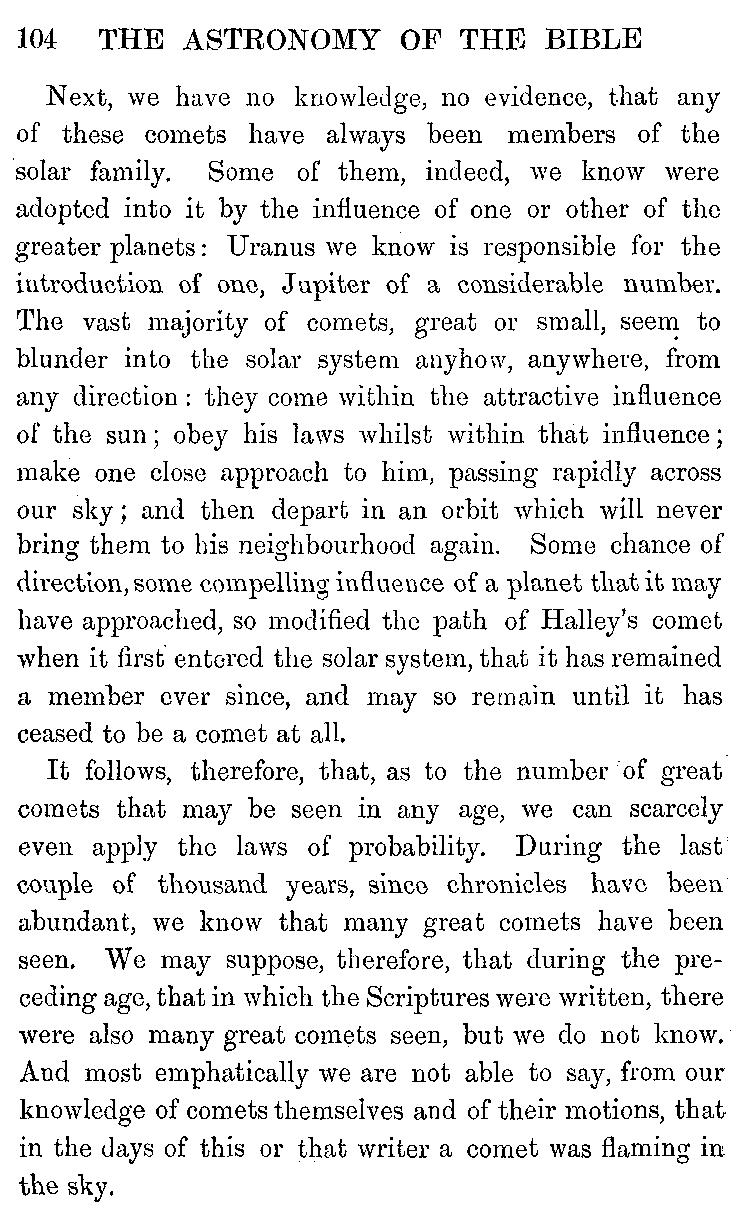 104 THE ASTRONOMY OF THE BIBLE
Next, we have no knowledge, no evidence, that any
of these comets have always been members of the
solar family. Some of them, indeed, we know were
adopted into it by the influence of one or other of the
greater planets: Uranus we know is responsible for the
introduction of one, Jupiter of a considerable number.
The vast majority of comets, great or small, seem to
blunder into the solar system anyhow, anywhere, from
any direction : they come within the attractive influence
of the sun ; obey his laws whilst within that influence ;
make one close approach to him, passing rapidly across
our sky ; and then depart in an orbit which will never
bring them to his neighbourhood again. Some chance of
direction, some compelling influence of a planet that it may
have approached, so modified the path of Halley's comet
when it first entered the solar system, that it has remained
a member ever since, and may so remain until it has
ceased to be a comet at all.
It follows, therefore, that, as to the number of great
comets that may be seen in any age, we can scarcely
even apply the laws of probability. During the last
couple of thousand years, since chronicles have been
abundant, we know that many great comets have been
seen. We may suppose, therefore, that during the pre-
ceding age, that in which the Scriptures were written, there
were also many great comets seen, but we do not know.
And most emphatically we are not able to say, from our
knowledge of comets themselves and of their motions, that
in the days of this or that writer a comet was flaming in
the sky.